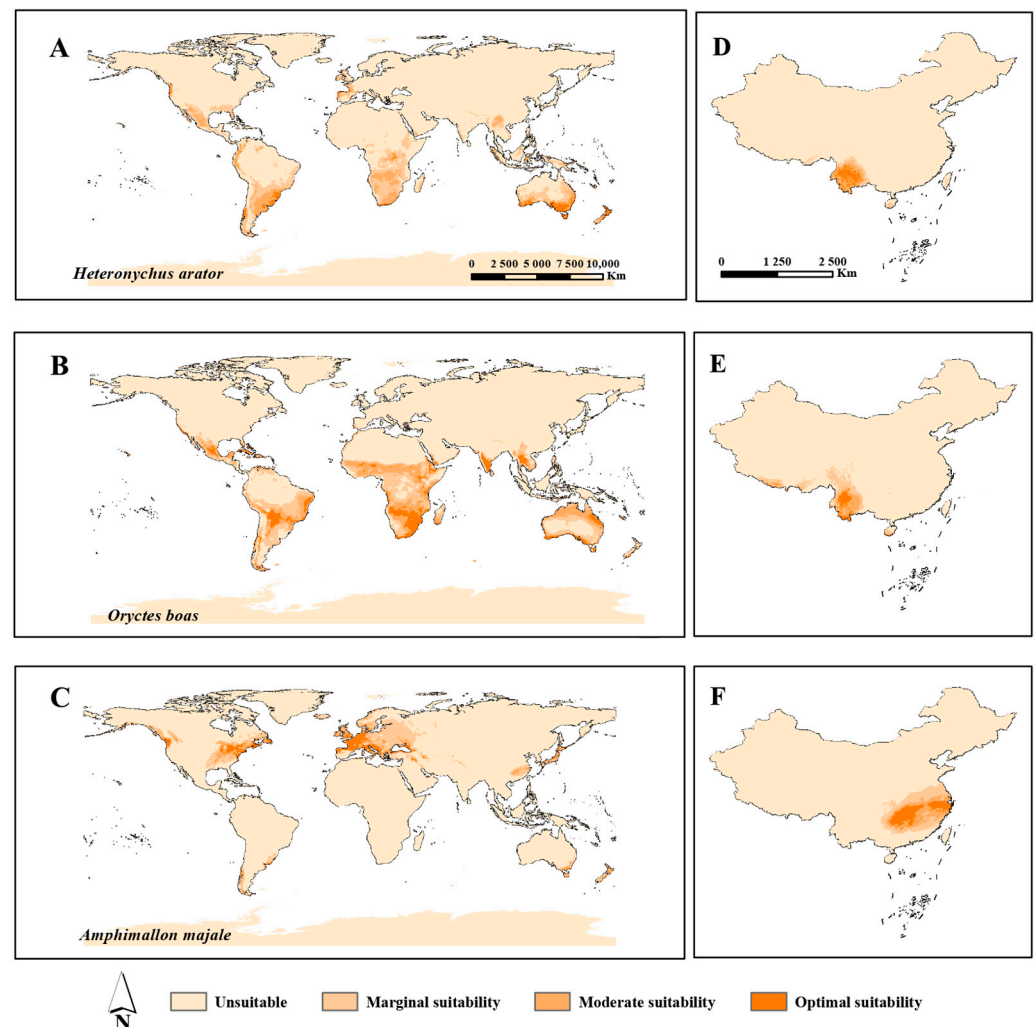 A
D
Heteronychus arator
0 2 500 5 000 7 500 10,000
Km
0 1 250 2 500
Km
B
E
Oryctes boas
C
F
Amphimallon majale
N
Unsuitable
Marginal suitability
Moderate suitability
Optimal suitability